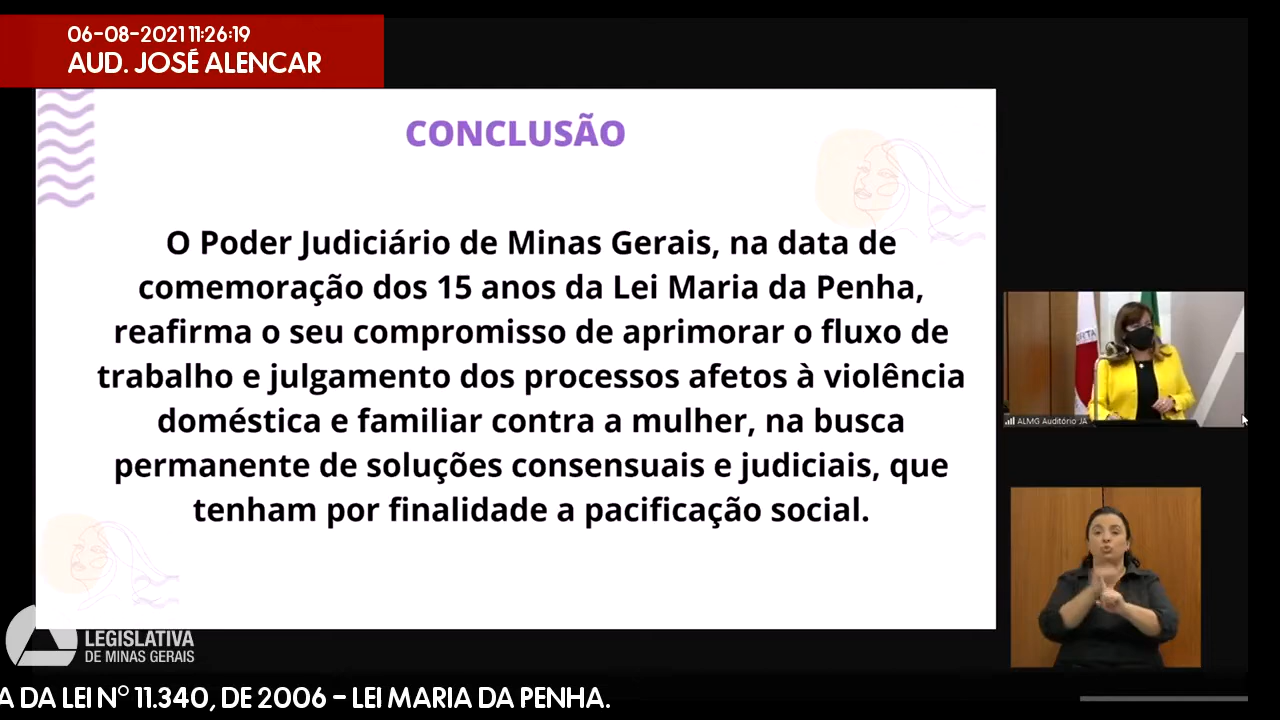 06-08-2021 11:26:19
AUD. JOSÉ ALENCAR
CONCLUSÃO
O Poder Judiciário de Minas Gerais, na data de
comemoração dos 15 anos da Lei Maria da Penha,
reafirma o seu compromisso de aprimorar o fluxo de
trabalho e julgamento dos processos afetos à violência
doméstica e familiar contra a mulher, na busca
permanente de soluções consensuais e judiciais, que
tenham por finalidade a pacificação social.
ALMG Auditório JA
LEGISLATIVA
DE MINAS GERAIS
A DA LEI Nº 11.340, DE 2006 - LEI MARIA DA PENHA.